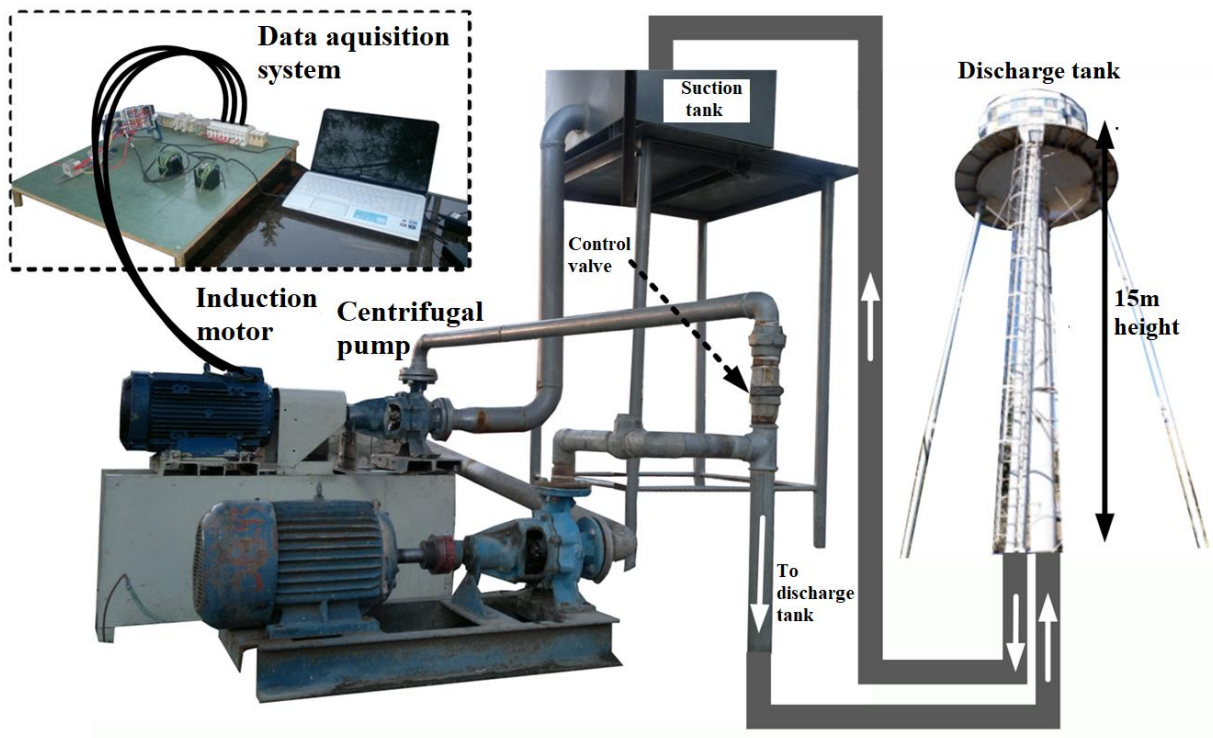 Data aquisition
system
Suction
tank
Discharge tank
Control
valve
Induction
motor
Centrifugal
pump
15m
height
To
discharge
tank